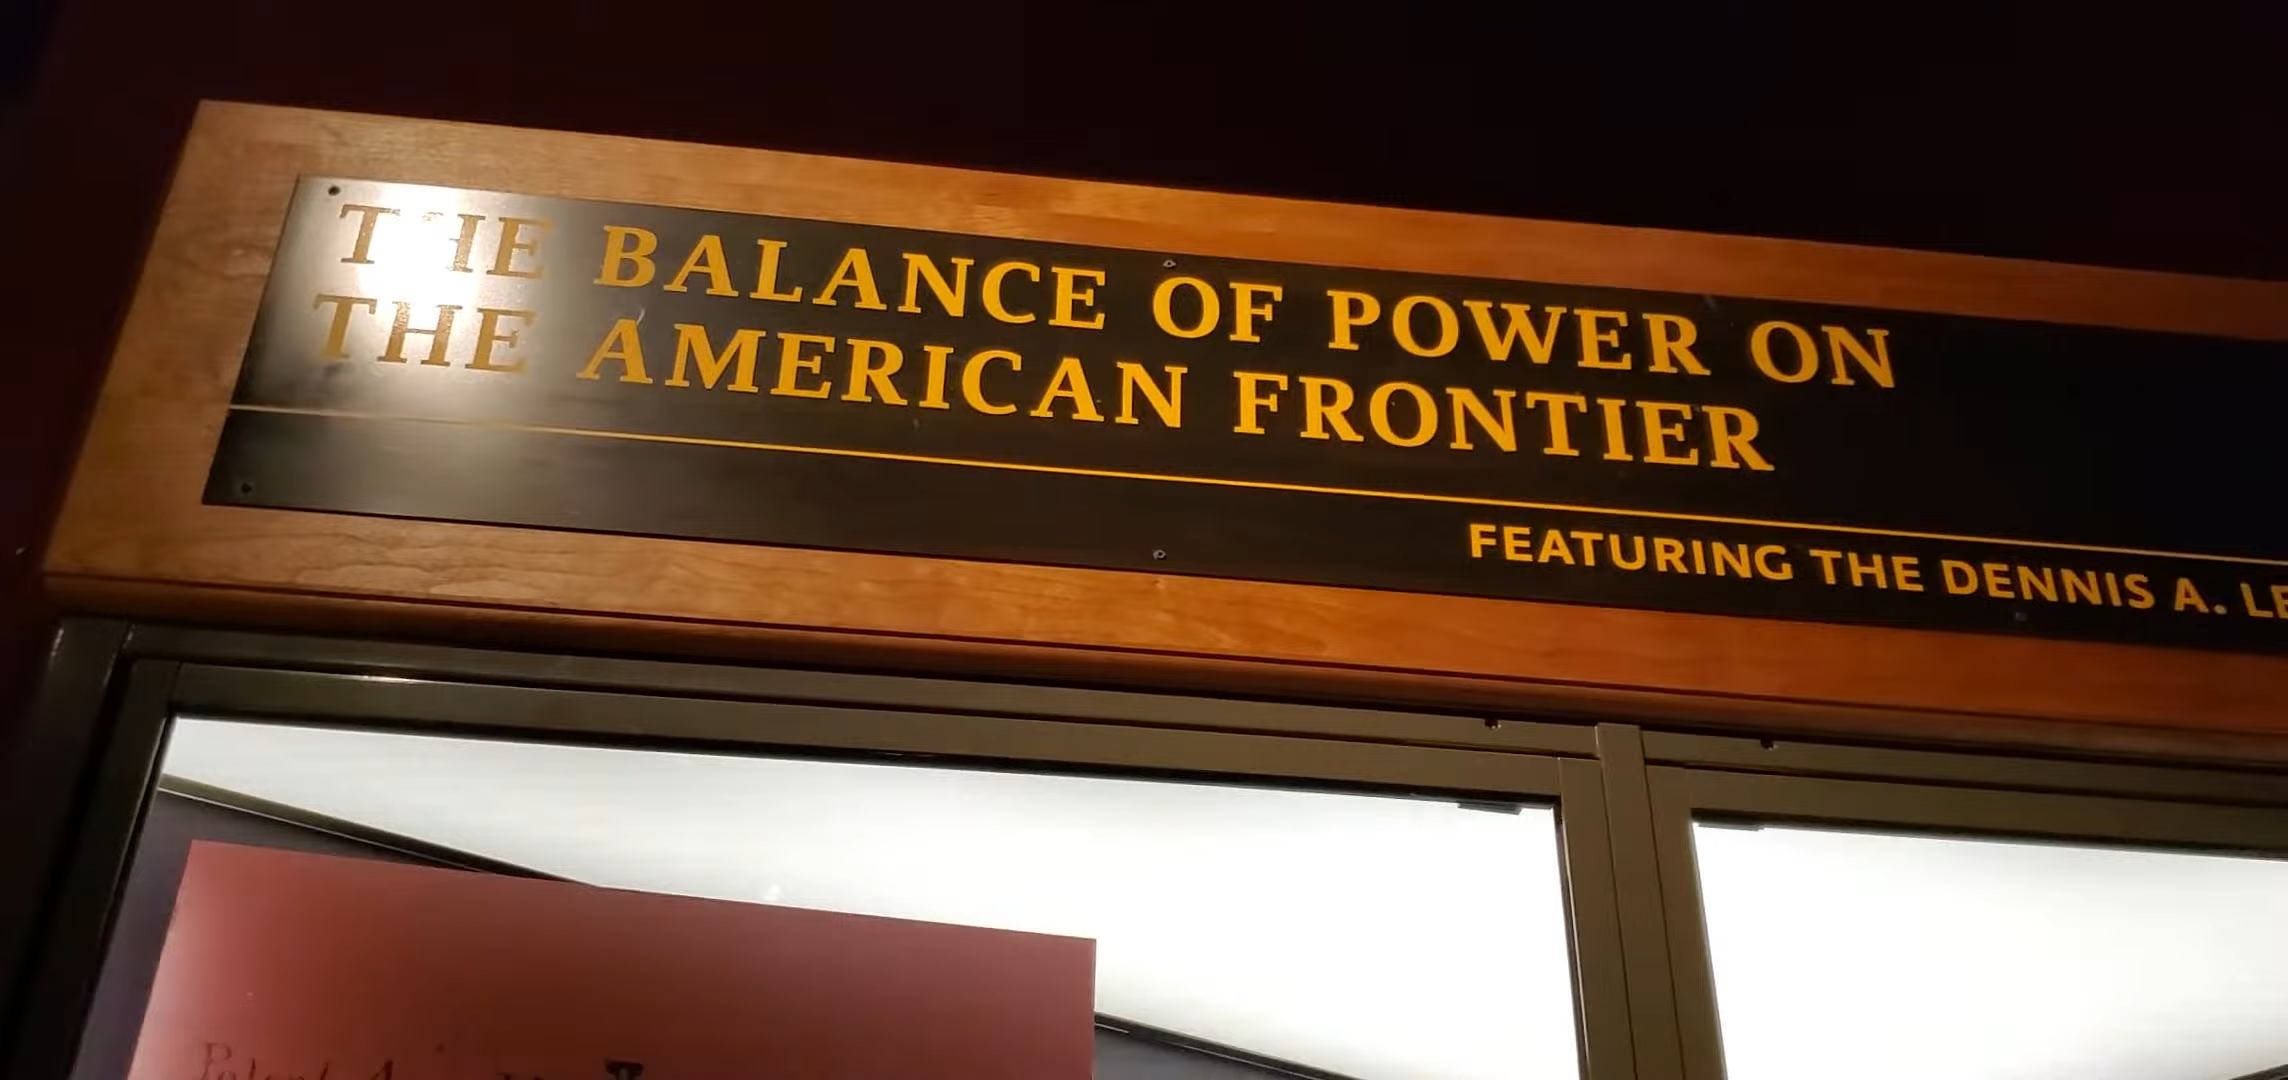 THE BALANCE OF POWER ON
THE AMERICAN FRONTIER
FEATURING THE DENNIS A.